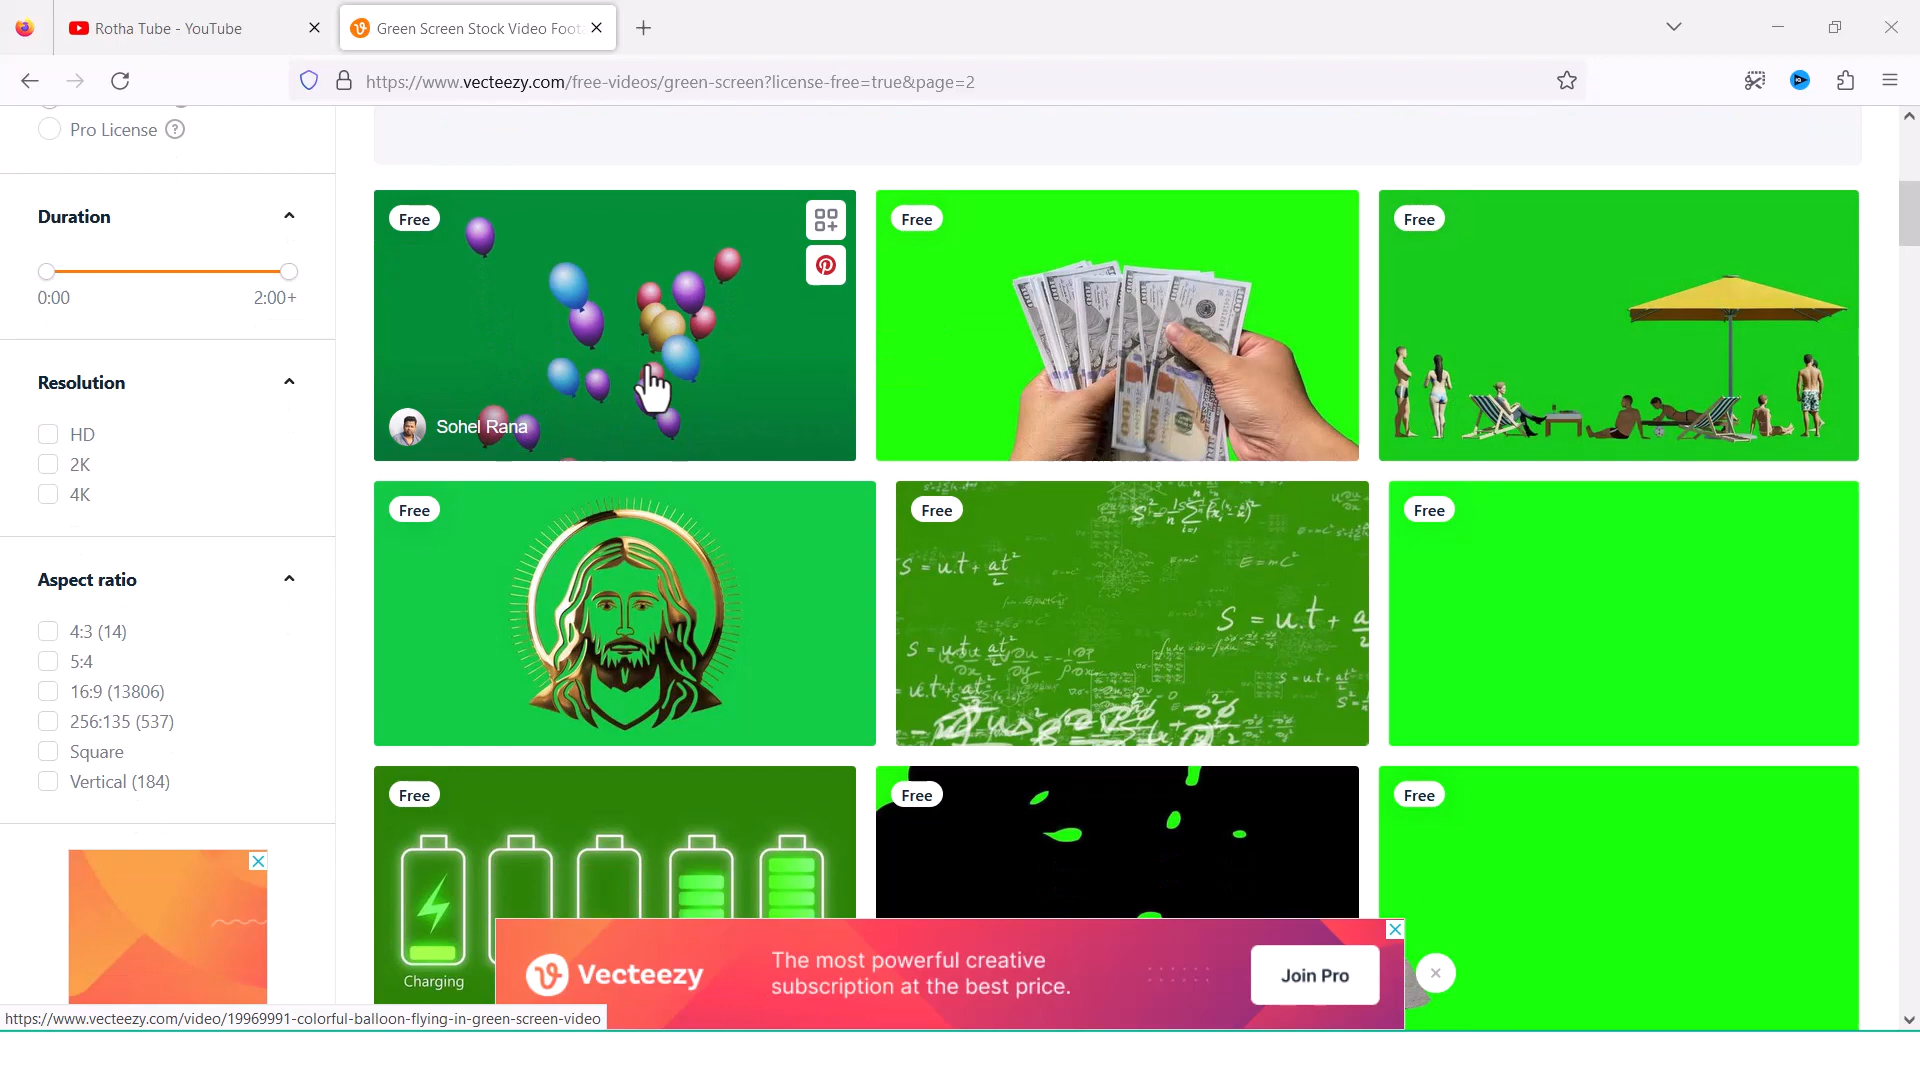 Rotha Tube - YouTube
Green Screen Stock Video Foota
https://www.vecteezy.com/free-videos/green-screen?license-free=true&page=2
Pro License ?
Duration
0:00 2:00+
Resolution
HD
2K
4K
Aspect ratio
4:3 (14)
5:4
16:9 (13806)
256:135 (537)
Square
Vertical (184)
Free
Sohel Rana
Free
Free
Free
Free
S = u.t + at²/2
E=mC²
S = u.t + a
Free
Free
Charging
Free
Free
Vecteezy
The most powerful creative
subscription at the best price.
Join Pro
https://www.vecteezy.com/video/19969991-colorful-balloon-flying-in-green-screen-video